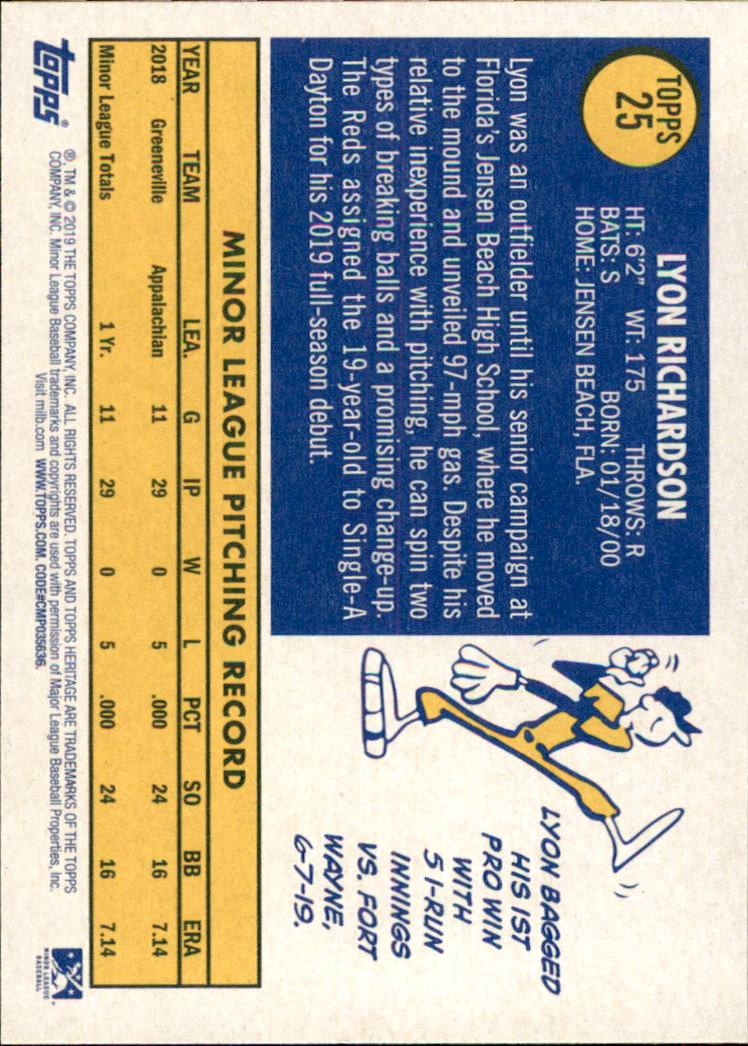 TOPPS
25
LYON RICHARDSON
HT: 6'2" WT: 175 THROWS: R
BATS: S BORN: 01/18/00
HOME: JENSEN BEACH, FLA.
Lyon was an outfielder until his senior campaign at
Florida's Jensen Beach High School, where he moved
to the mound and unveiled 97-mph gas. Despite his
relative inexperience with pitching, he can spin two
types of breaking balls and a promising change-up.
The Reds assigned the 19-year-old to Single-A
Dayton for his 2019 full-season debut.
LYON BAGGED
HIS 1ST
PRO WIN
WITH
5 1-RUN
INNINGS
VS. FORT
WAYNE,
6-7-19.
MINOR LEAGUE PITCHING RECORD
YEAR TEAM LEA. G IP W L PCT SO BB ERA
2018 Greeneville Appalachian 11 29 0 5 .000 24 16 7.14
Minor League Totals 1 Yr. 11 29 0 5 .000 24 16 7.14
topps®
®, TM & © 2019 THE TOPPS COMPANY, INC. ALL RIGHTS RESERVED. TOPPS AND TOPPS HERITAGE ARE TRADEMARKS OF THE TOPPS
COMPANY, INC. Minor League Baseball trademarks and copyrights are used with permission of Major League Baseball Properties, Inc.
Visit milb.com WWW.TOPPS.COM. CODE#CMP035636.
MINOR LEAGUE
BASEBALL